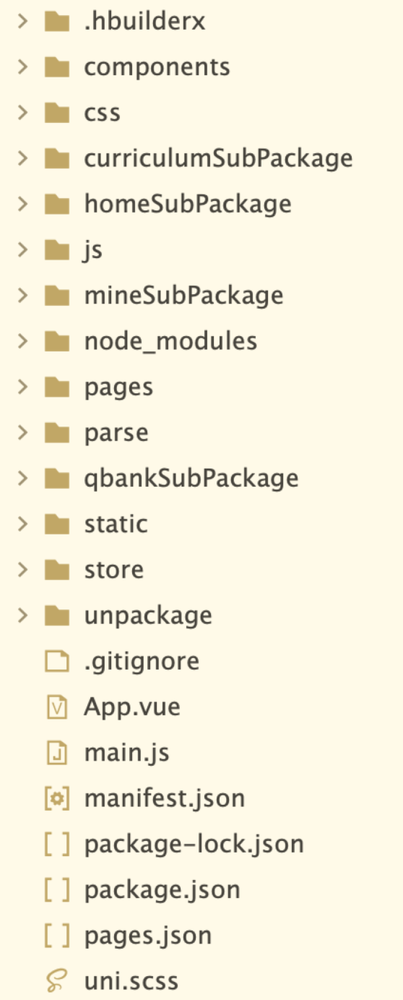 .hbuilderx
components
css
curriculumSubPackage
homeSubPackage
js
mineSubPackage
node_modules
pages
parse
qbankSubPackage
static
store
unpackage
.gitignore
App.vue
main.js
manifest.json
package-lock.json
package.json
pages.json
uni.scss